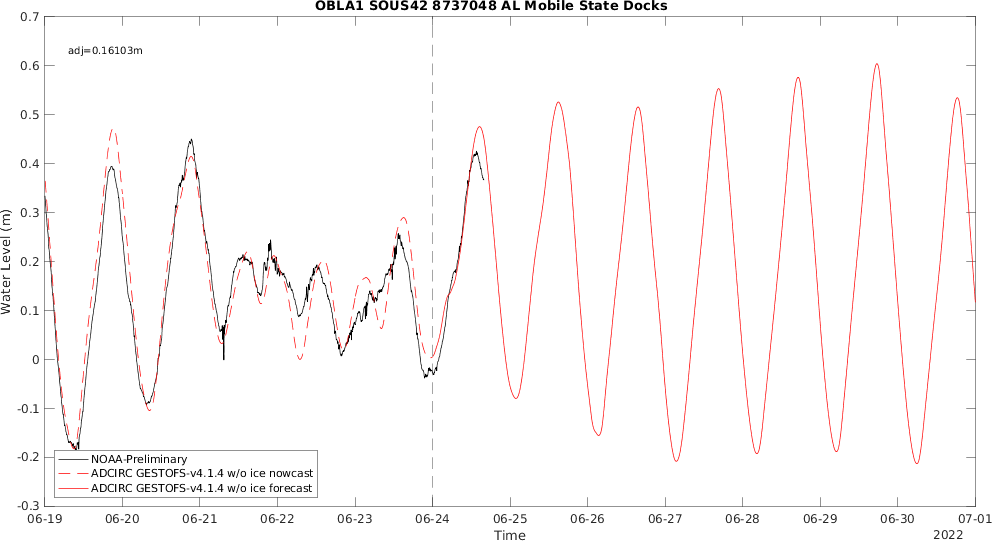 OBLA1 SOUS42 8737048 AL Mobile State Docks
adj=0.16103m
Water Level (m)
0.7
0.6
0.5
0.4
0.3
0.2
0.1
0
-0.1
-0.2
-0.3
NOAA-Preliminary
ADCIRC GESTOFS-v4.1.4 w/o ice nowcast
ADCIRC GESTOFS-v4.1.4 w/o ice forecast
06-19 06-20 06-21 06-22 06-23 06-24 06-25 06-26 06-27 06-28 06-29 06-30 07-01
Time
2022